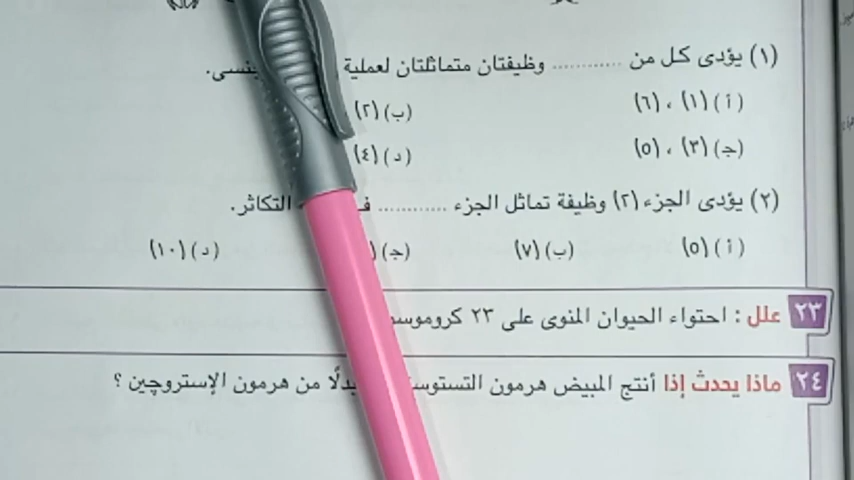 (١) يؤدى كل من ............ وظيفتان متماثلتان لعملية
(أ) (١) ، (٦) (ب) (٢)
(جـ) (٣) ، (٥) (د) (٤)
(٢) يؤدى الجزء (٢) وظيفة تماثل الجزء ............ التكاثر.
(أ) (٥) (ب) (٧) (جـ) (د) (١٠)
٢٣ علل : احتواء الحيوان المنوى على ٢٣
٢٤ ماذا يحدث إذا أنتج المبيض هرمون من هرمون الإستروچين ؟